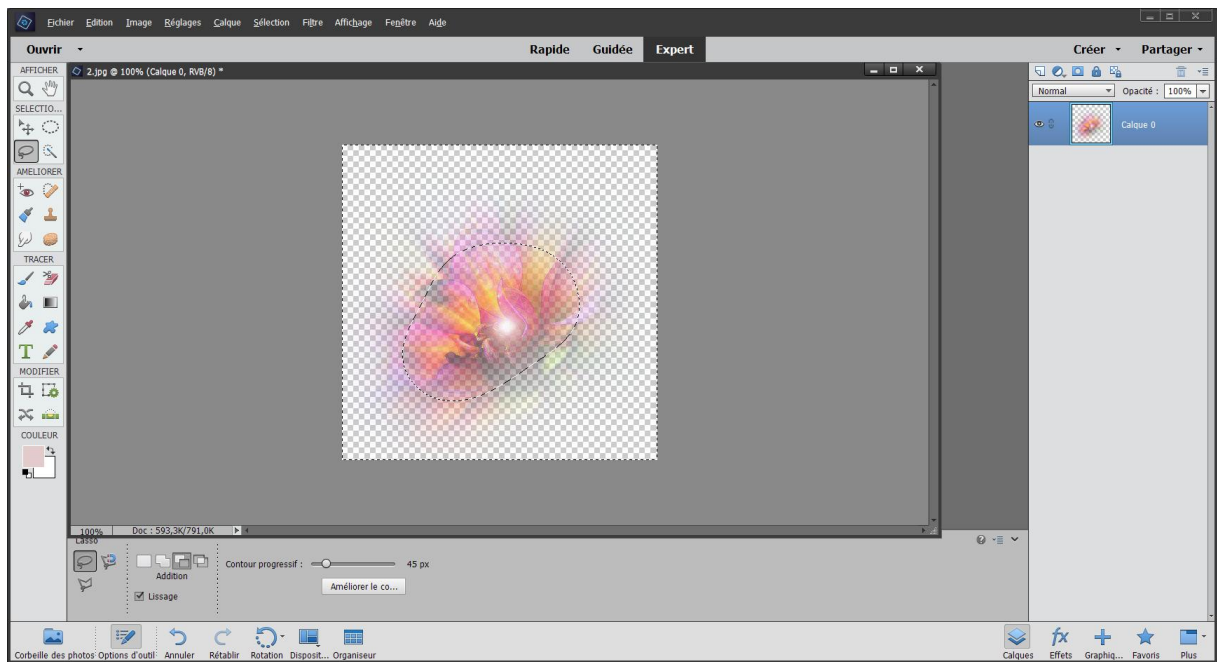 Fichier Edition Image Réglages Calque Sélection Filtre Affichage Fenêtre Aide
Ouvrir Rapide Guidée Expert Créer Partager
AFFICHER
2.jpg @ 100% (Calque 0, RVB/8) *
SELECTIO...
AMELIORER
TRACER
T
MODIFIER
COULEUR
Normal Opacité : 100%
Calque 0
100% Doc : 593,3K/791,0K
Lasso
Addition
Lissage
Contour progressif : 45 px
Améliorer le co...
Corbeille des photos Options d'outil Annuler Rétablir Rotation Disposit... Organiseur
fx
Calques Effets Graphiq... Favoris Plus